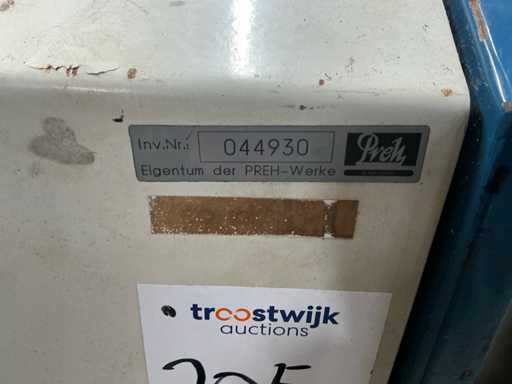 Inv.Nr.: 044930 Preh
Eigentum der PREH-Werke
troostwijk
auctions